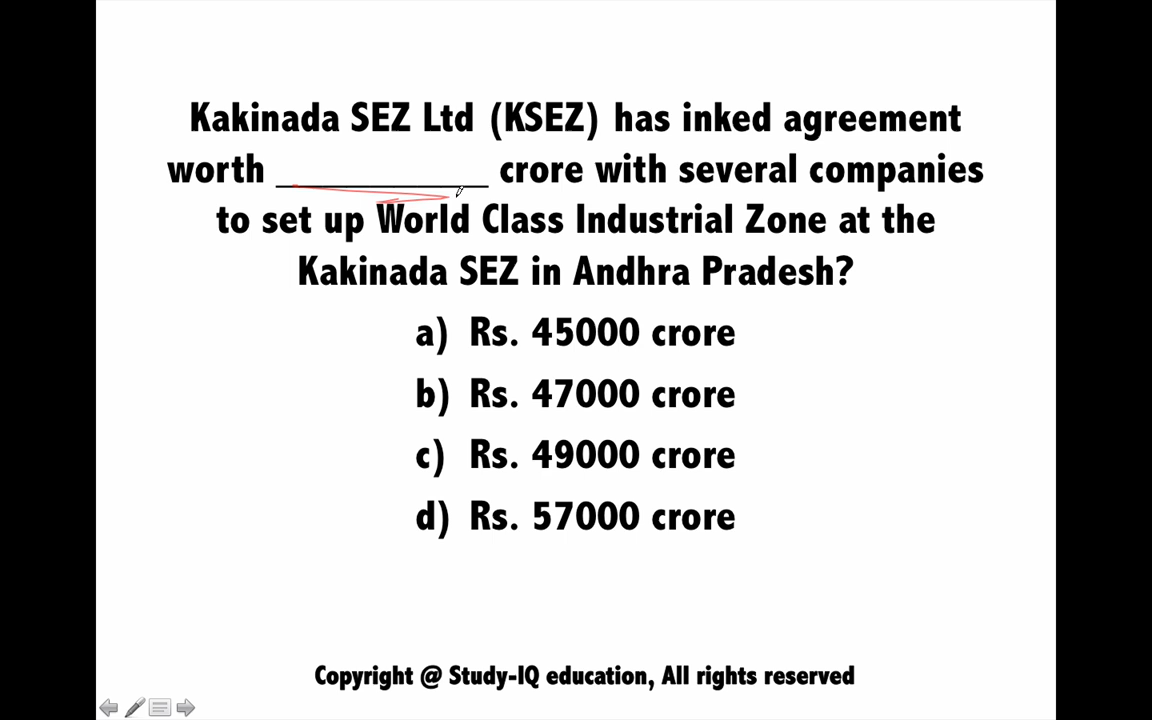 Kakinada SEZ Ltd (KSEZ) has inked agreement
worth ______________ crore with several companies
to set up World Class Industrial Zone at the
Kakinada SEZ in Andhra Pradesh?
a) Rs. 45000 crore
b) Rs. 47000 crore
c) Rs. 49000 crore
d) Rs. 57000 crore
Copyright @ Study-IQ education, All rights reserved